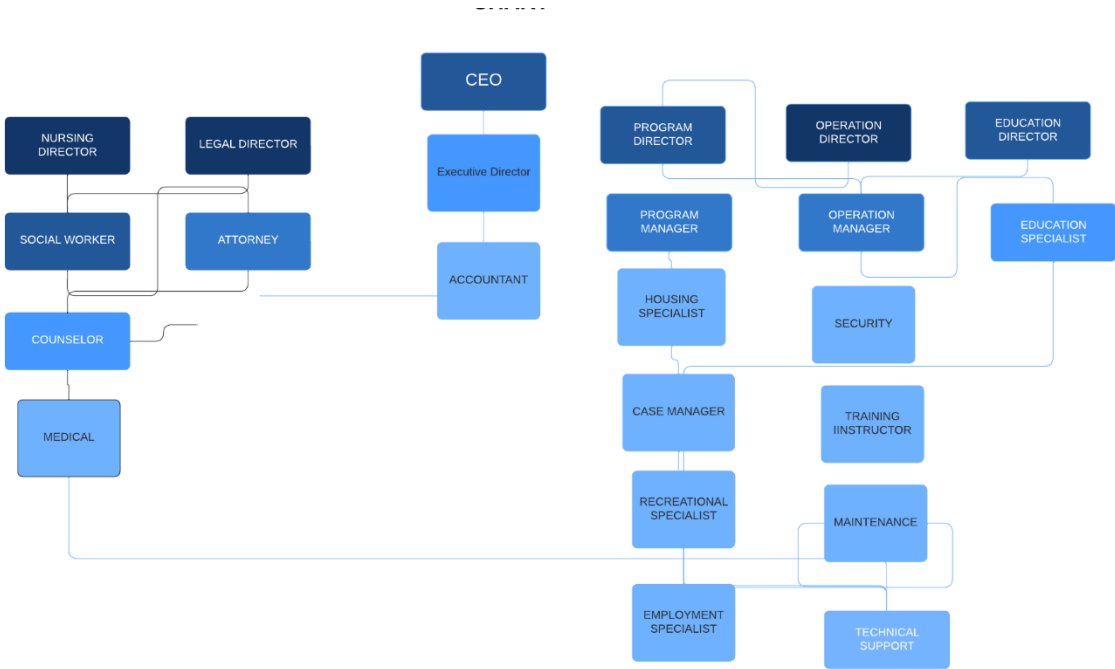 CEO
NURSING
DIRECTOR
LEGAL DIRECTOR
Executive Director
PROGRAM
DIRECTOR
OPERATION
DIRECTOR
EDUCATION
DIRECTOR
SOCIAL WORKER
ATTORNEY
ACCOUNTANT
PROGRAM
MANAGER
OPERATION
MANAGER
EDUCATION
SPECIALIST
COUNSELOR
HOUSING
SPECIALIST
SECURITY
MEDICAL
CASE MANAGER
TRAINING
IINSTRUCTOR
RECREATIONAL
SPECIALIST
MAINTENANCE
EMPLOYMENT
SPECIALIST
TECHNICAL
SUPPORT